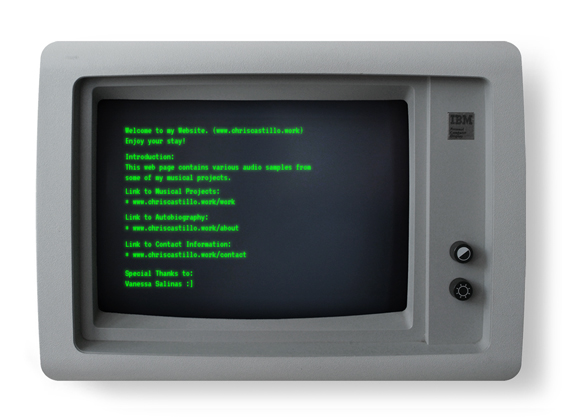 Welcome to my Website. (www.chriscastillo.work)
Enjoy your stay!
Introduction:
This web page contains various audio samples from
some of my musical projects.
Link to Musical Projects:
* www.chriscastillo.work/work
Link to Autobiography:
* www.chriscastillo.work/about
Link to Contact Information:
* www.chriscastillo.work/contact
Special Thanks to:
Vanessa Salinas :]
IBM